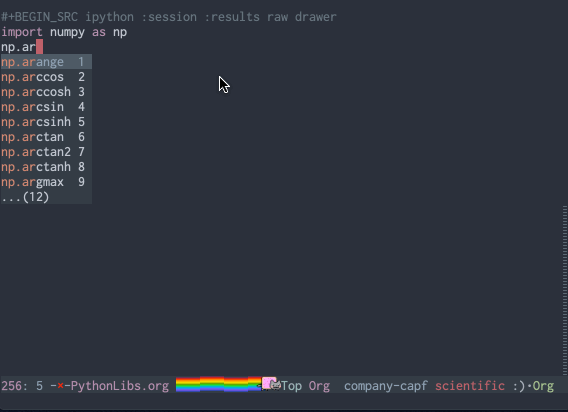 #+BEGIN_SRC ipython :session :results raw drawer
import numpy as np
np.ar
np.arange 1
np.arccos 2
np.arccosh 3
np.arcsin 4
np.arcsinh 5
np.arctan 6
np.arctan2 7
np.arctanh 8
np.argmax 9
...(12)
256: 5 -×-PythonLibs.org Top Org company-capf scientific :)·Org